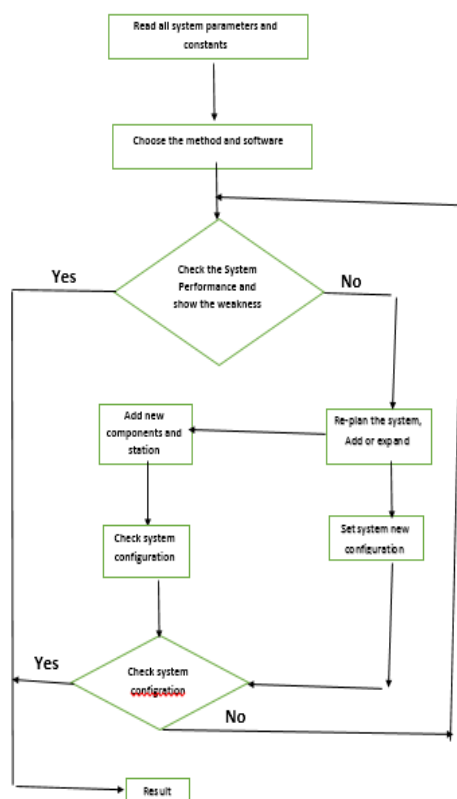 Read all system parameters and
constants
Choose the method and software
Check the System
Performance and
show the weakness
Yes
No
Add new
components and
station
Re-plan the system,
Add or expand
Check system
configuration
Set system new
configuration
Check system
configration
Yes
No
Result